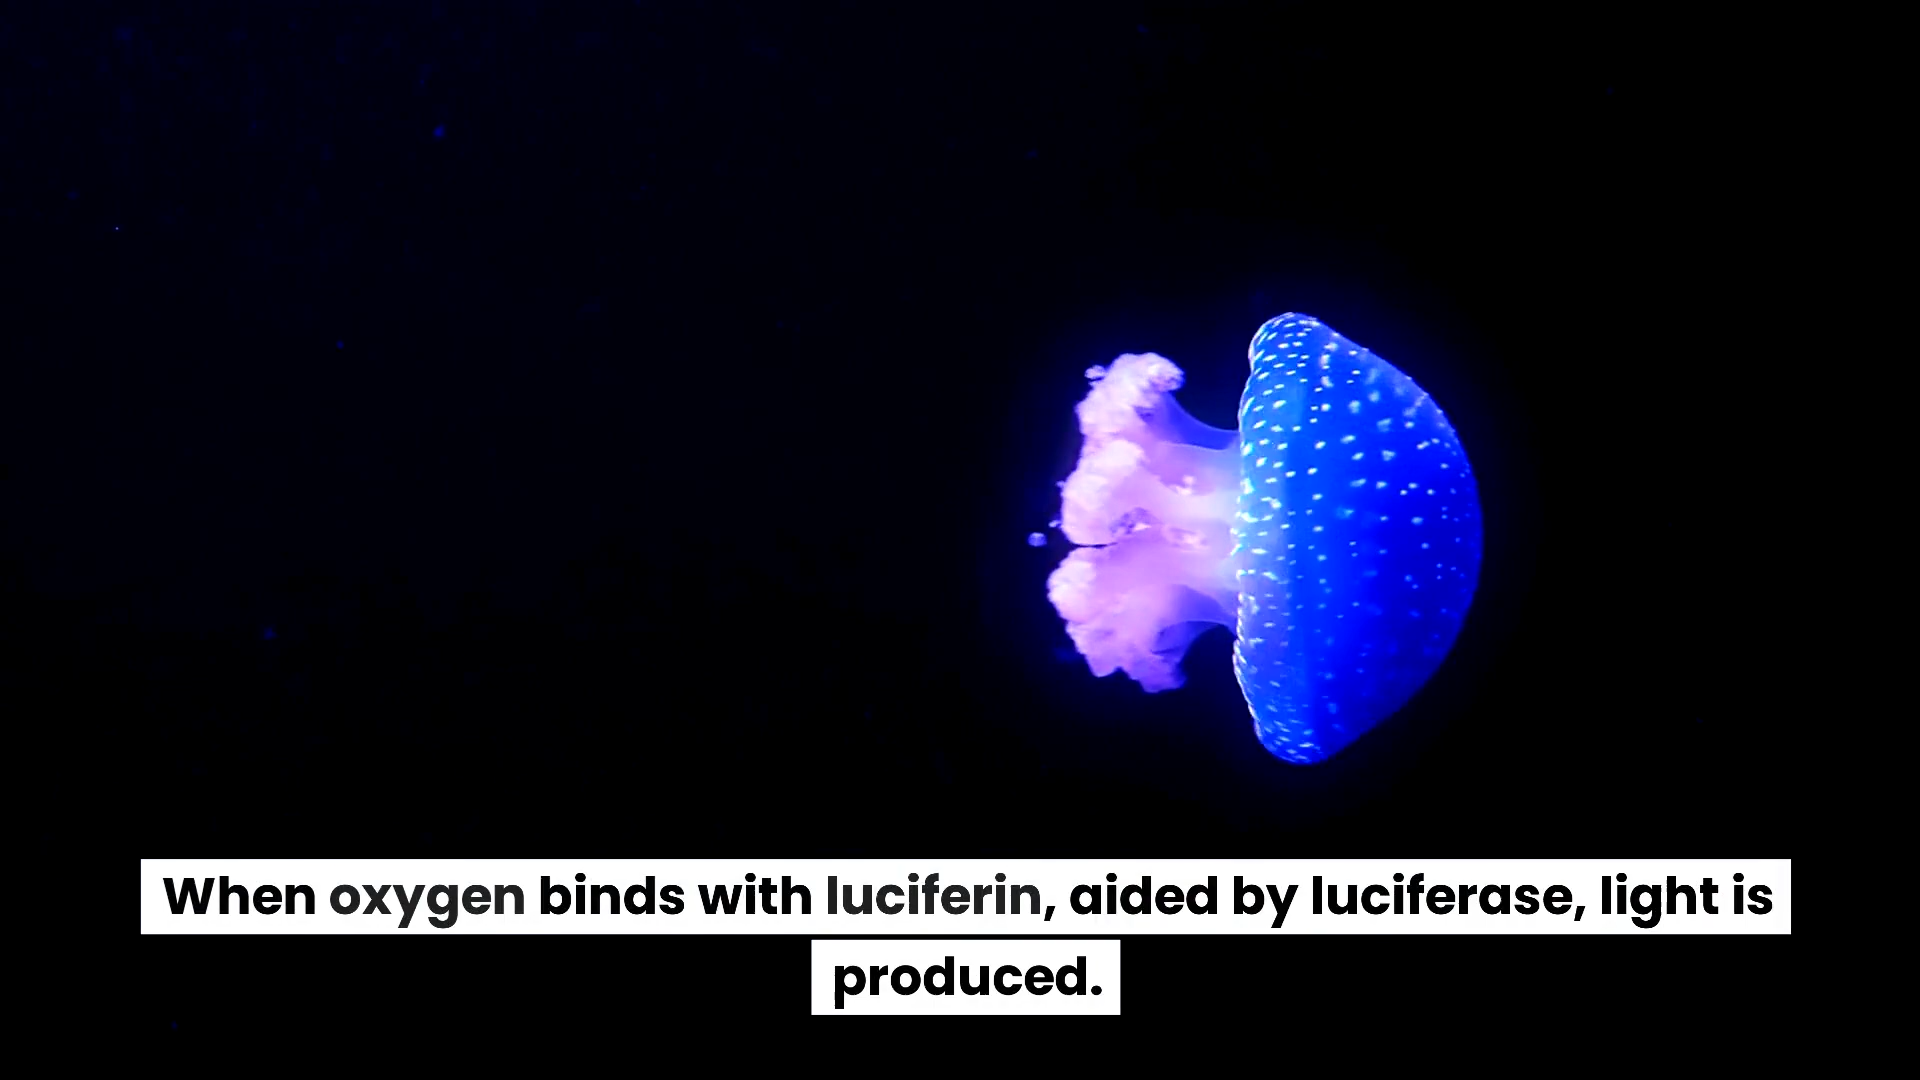 When oxygen binds with luciferin, aided by luciferase, light is
produced.